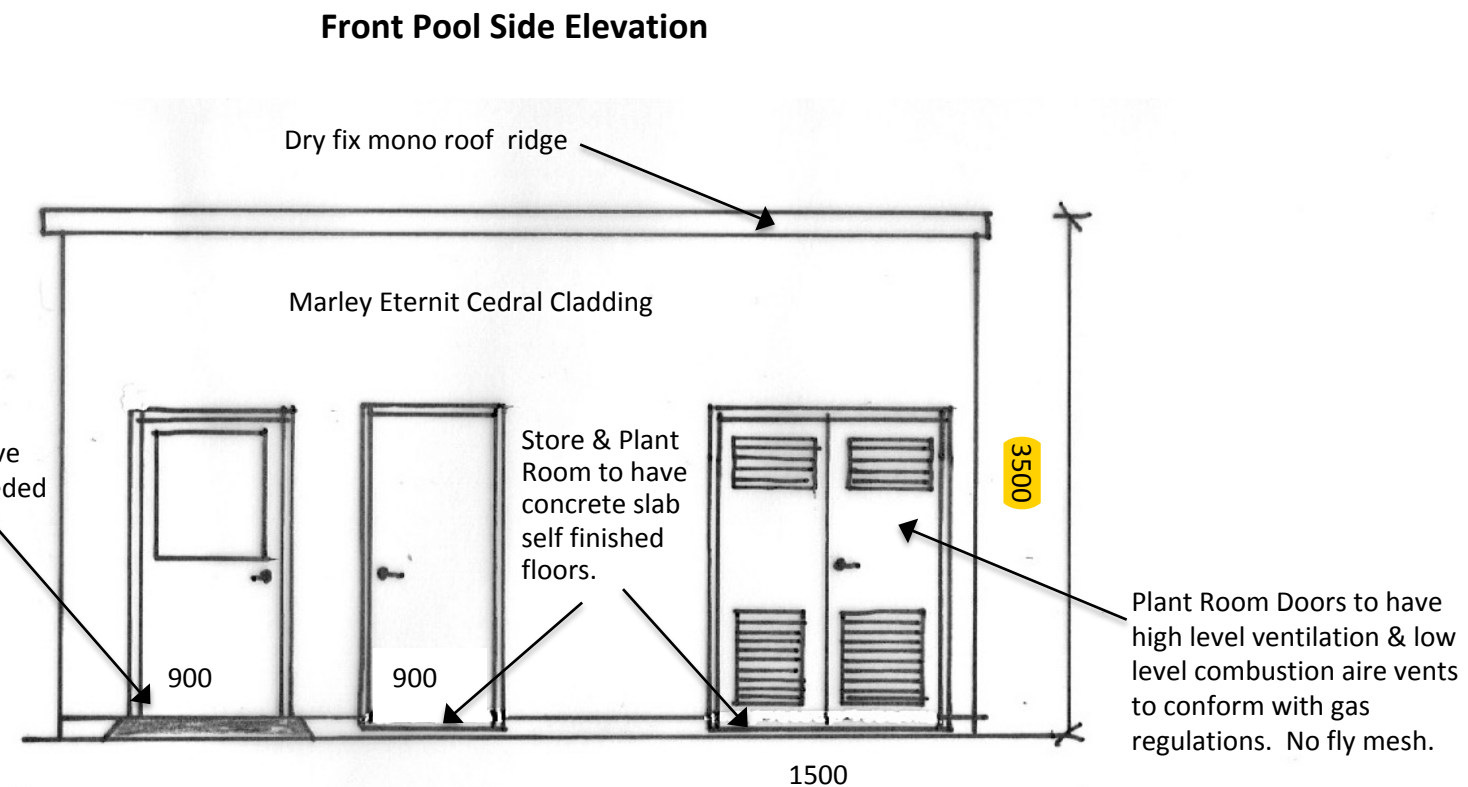 Front Pool Side Elevation
Dry fix mono roof ridge
Marley Eternit Cedral Cladding
Store & Plant
Room to have
concrete slab
self finished
floors.
3500
900
900
Plant Room Doors to have
high level ventilation & low
level combustion aire vents
to conform with gas
regulations. No fly mesh.
1500